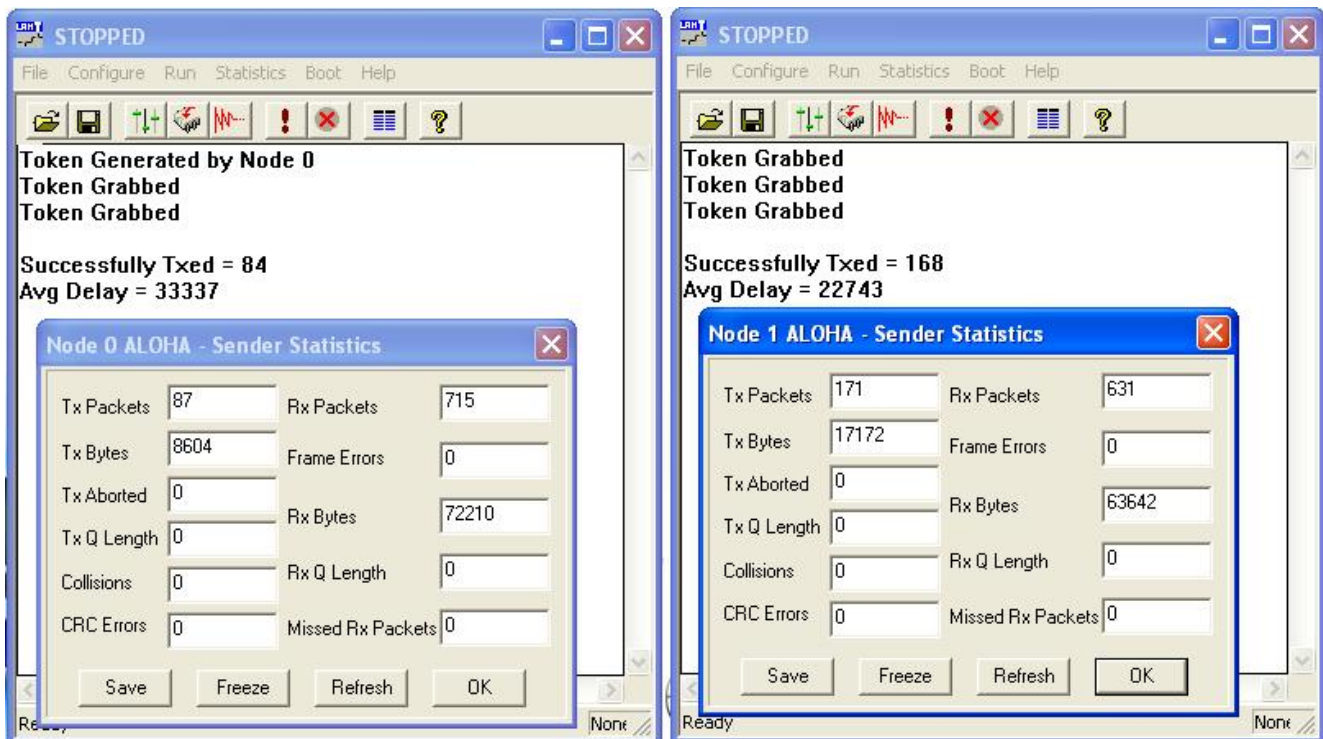 STOPPED
File Configure Run Statistics Boot Help
Token Generated by Node 0
Token Grabbed
Token Grabbed
Successfully Txed = 84
Avg Delay = 33337
Node 0 ALOHA - Sender Statistics
Tx Packets 87 Rx Packets 715
Tx Bytes 8604 Frame Errors 0
Tx Aborted 0 Rx Bytes 72210
Tx Q Length 0 Rx Q Length 0
Collisions 0
CRC Errors 0 Missed Rx Packets 0
Save Freeze Refresh OK
STOPPED
File Configure Run Statistics Boot Help
Token Grabbed
Token Grabbed
Token Grabbed
Successfully Txed = 168
Avg Delay = 22743
Node 1 ALOHA - Sender Statistics
Tx Packets 171 Rx Packets 631
Tx Bytes 17172 Frame Errors 0
Tx Aborted 0 Rx Bytes 63642
Tx Q Length 0 Rx Q Length 0
Collisions 0
CRC Errors 0 Missed Rx Packets 0
Save Freeze Refresh OK
Ready